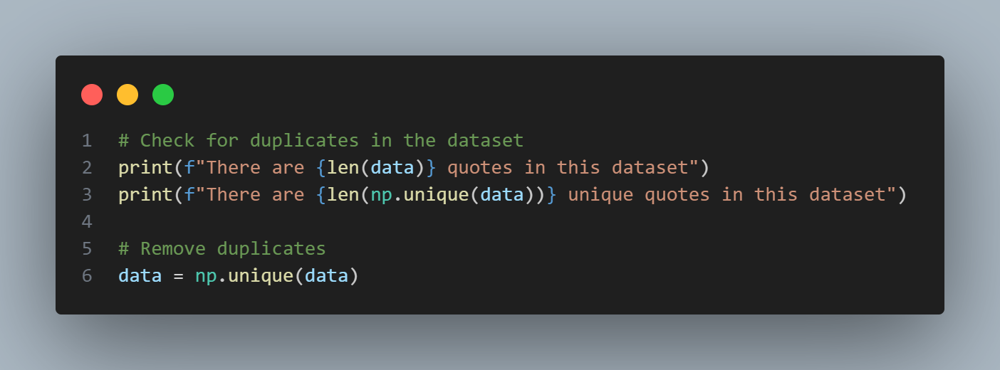 1 # Check for duplicates in the dataset
2 print(f"There are {len(data)} quotes in this dataset")
3 print(f"There are {len(np.unique(data))} unique quotes in this dataset")
4
5 # Remove duplicates
6 data = np.unique(data)